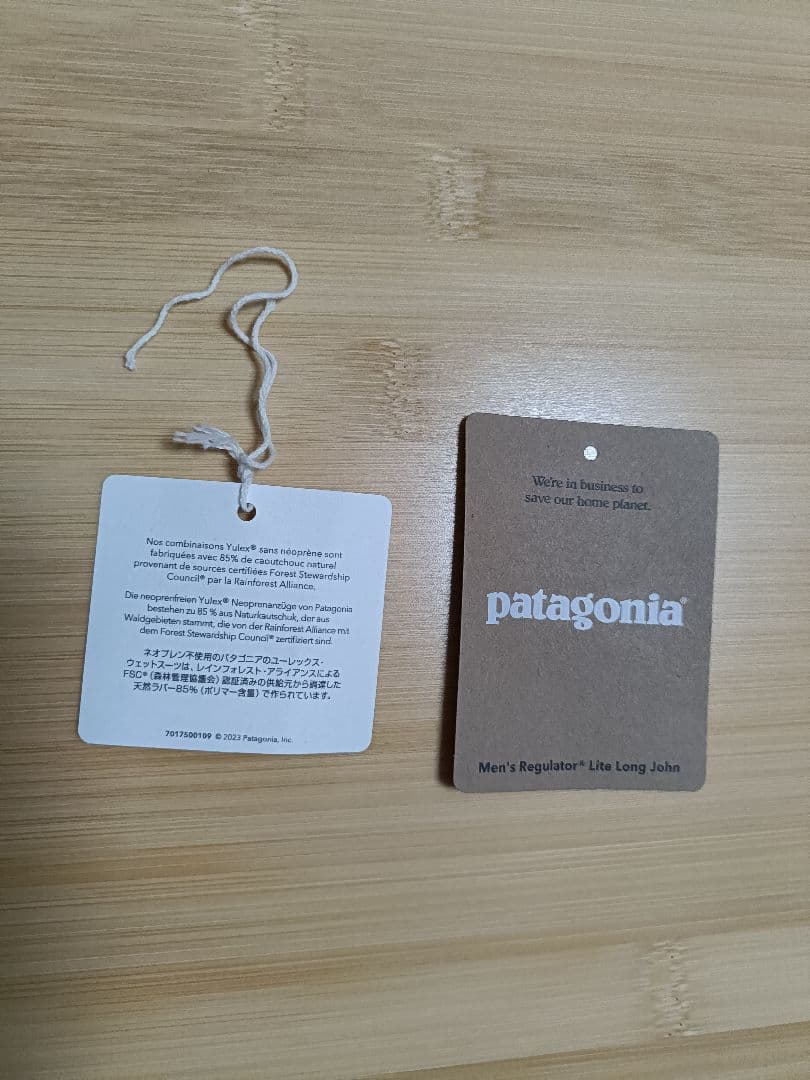 Nos combinaisons Yulex® sans néoprène sont
fabriquées avec 85% de caoutchouc naturel
provenant de sources certifiées Forest Stewardship
Council® par la Rainforest Alliance.
Die neoprenfreien Yulex® Neoprenanzüge von Patagonia
bestehen zu 85 % aus Naturkautschuk, der aus
Waldgebieten stammt, die von der Rainforest Alliance mit
dem Forest Stewardship Council® zertifiziert sind.
ネオプレン不使用のパタゴニアのユーレックス・
ウェットスーツは、レインフォレスト・アライアンスによる
FSC®（森林管理協議会）認証済みの供給元から調達した
天然ラバー85%（ポリマー含量）で作られています。
7017500109 © 2023 Patagonia, Inc.
We're in business to
save our home planet.
patagonia®
Men's Regulator® Lite Long John